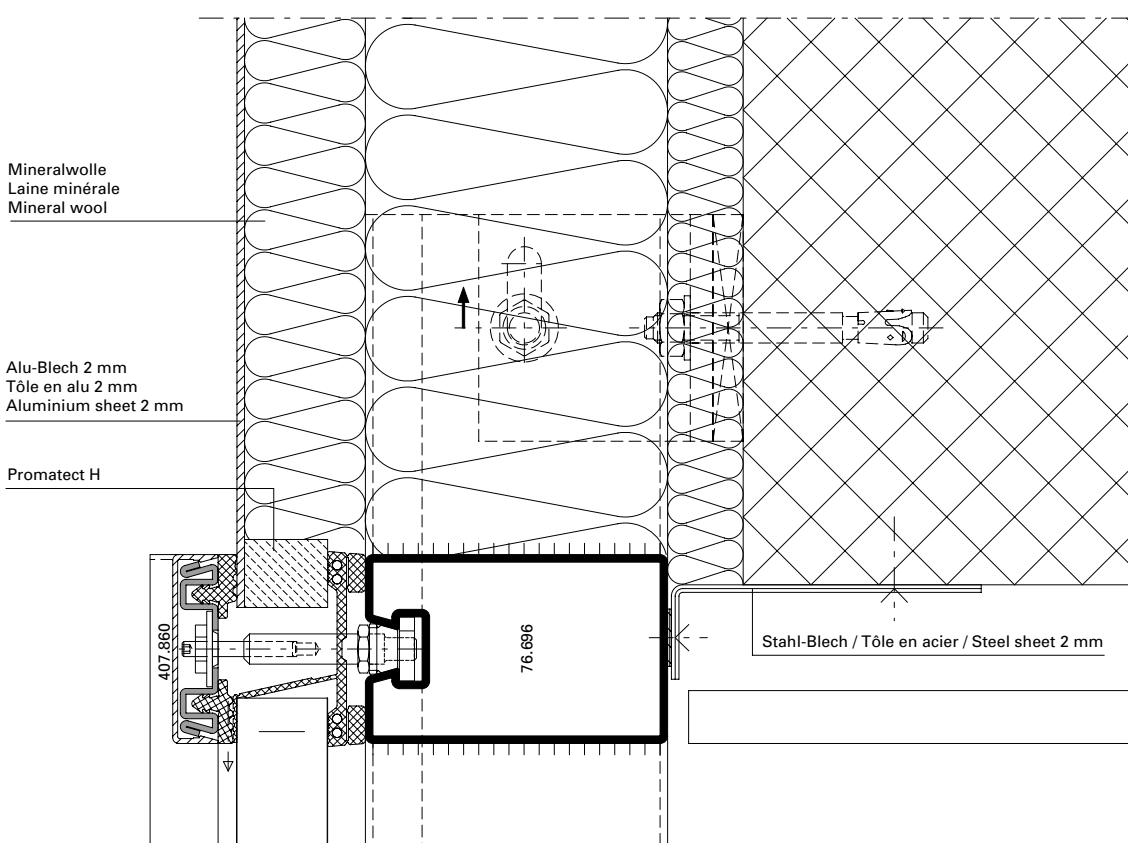 Mineralwolle
Laine minérale
Mineral wool
Alu-Blech 2 mm
Tôle en alu 2 mm
Aluminium sheet 2 mm
Promatect H
407.860
76.696
Stahl-Blech / Tôle en acier / Steel sheet 2 mm